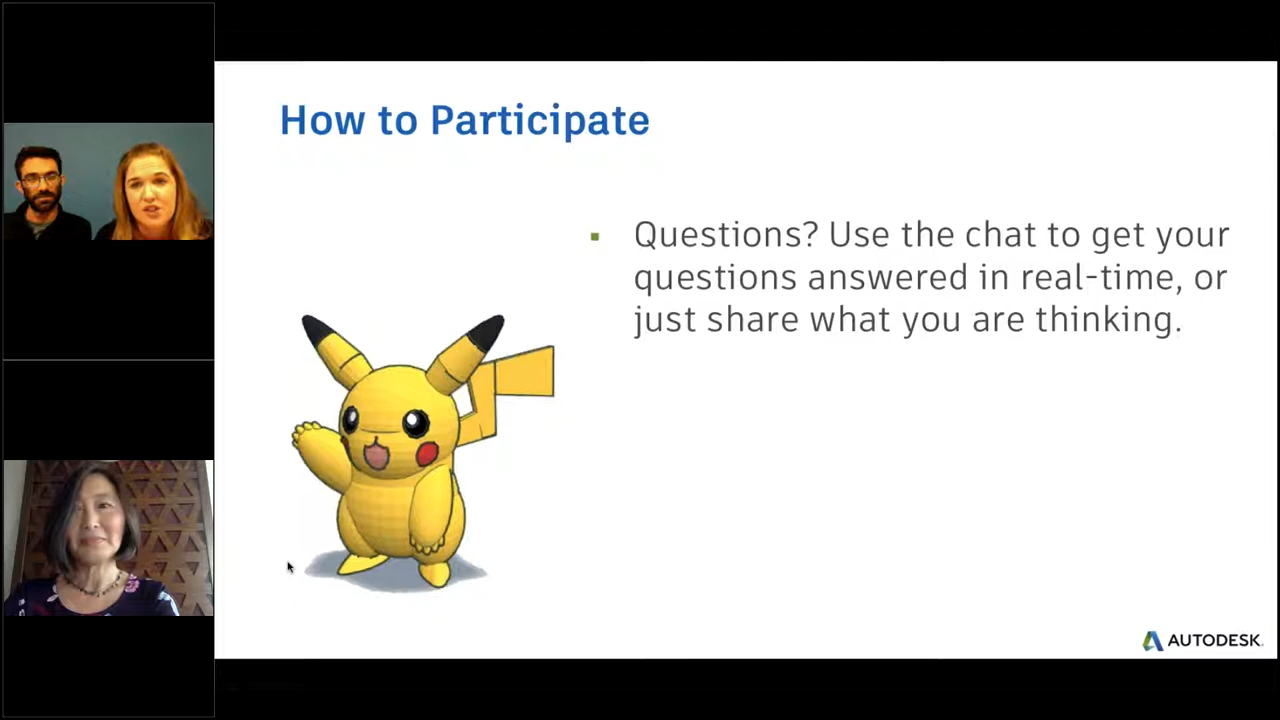 How to Participate
▪ Questions? Use the chat to get your
questions answered in real-time, or
just share what you are thinking.
AUTODESK.